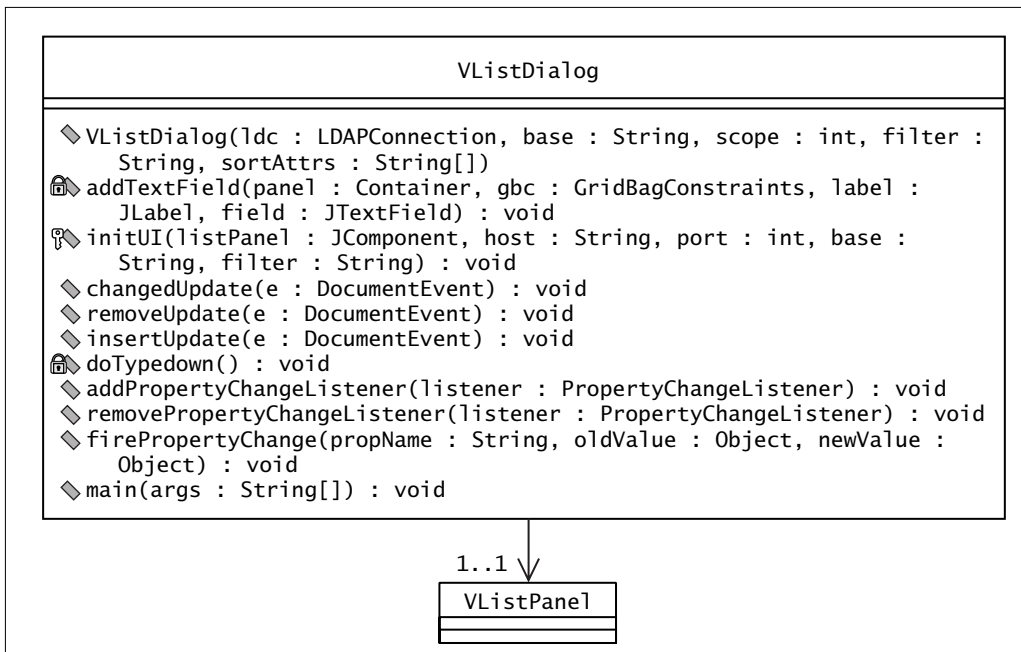 VListDialog
VListDialog(ldc : LDAPConnection, base : String, scope : int, filter :
String, sortAttrs : String[])
addTextField(panel : Container, gbc : GridBagConstraints, label :
JLabel, field : JTextField) : void
initUI(listPanel : JComponent, host : String, port : int, base :
String, filter : String) : void
changedUpdate(e : DocumentEvent) : void
removeUpdate(e : DocumentEvent) : void
insertUpdate(e : DocumentEvent) : void
doTypedown() : void
addPropertyChangeListener(listener : PropertyChangeListener) : void
removePropertyChangeListener(listener : PropertyChangeListener) : void
firePropertyChange(propName : String, oldValue : Object, newValue :
Object) : void
main(args : String[]) : void
1..1
VListPanel